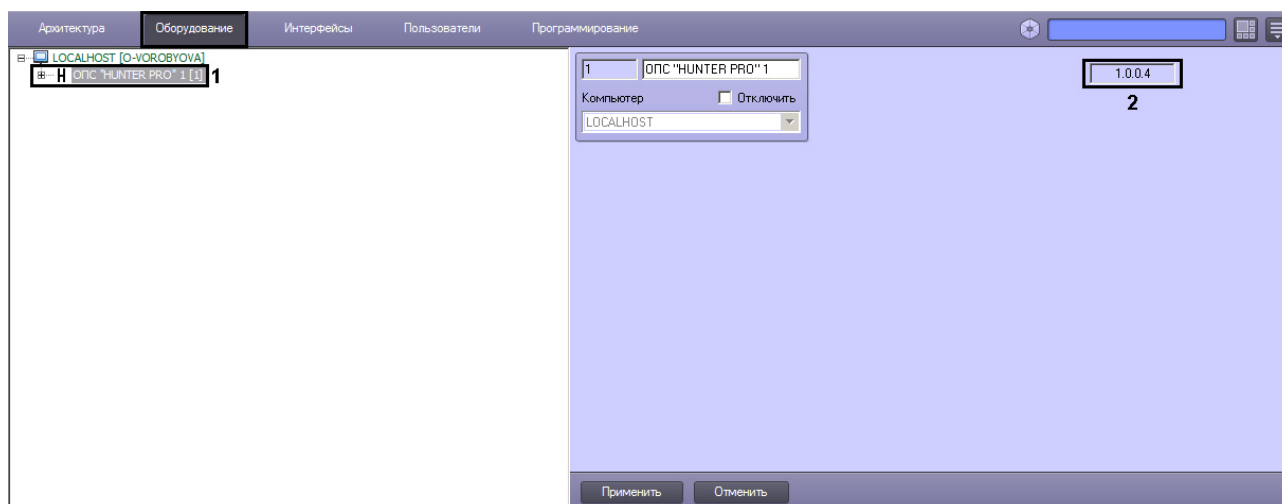 Архитектура Оборудование Интерфейсы Пользователи Программирование
LOCALHOST [O-VOROBYOVA]
ОПС "HUNTER PRO" 1 [1] 1
1 ОПС "HUNTER PRO" 1
Компьютер Отключить
LOCALHOST
1.0.0.4
2
Применить Отменить